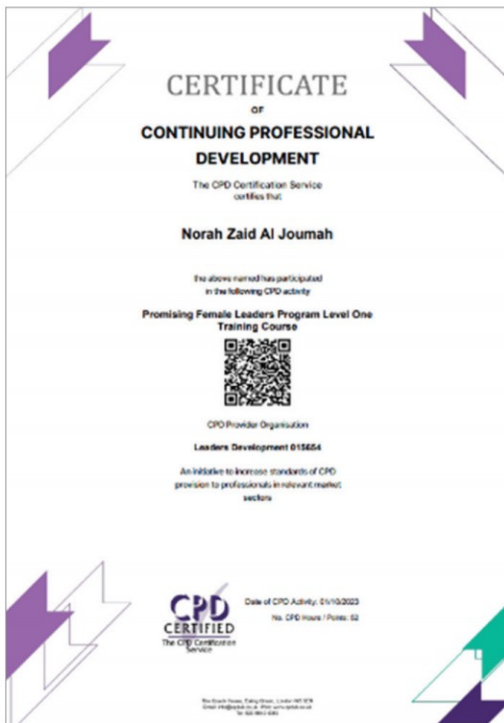 CERTIFICATE
OF
CONTINUING PROFESSIONAL
DEVELOPMENT
The CPD Certification Service
certifies that
Norah Zaid Al Joumah
the above named has participated
in the following CPD activity
Promising Female Leaders Program Level One
Training Course
CPD Provider Organisation
Leaders Development 015654
An initiative to increase standards of CPD
provision to professionals in relevant market
sectors
CPD
CERTIFIED
The CPD Certification
Service
Date of CPD Activity: 01/10/2023
No. CPD Hours / Points: 52